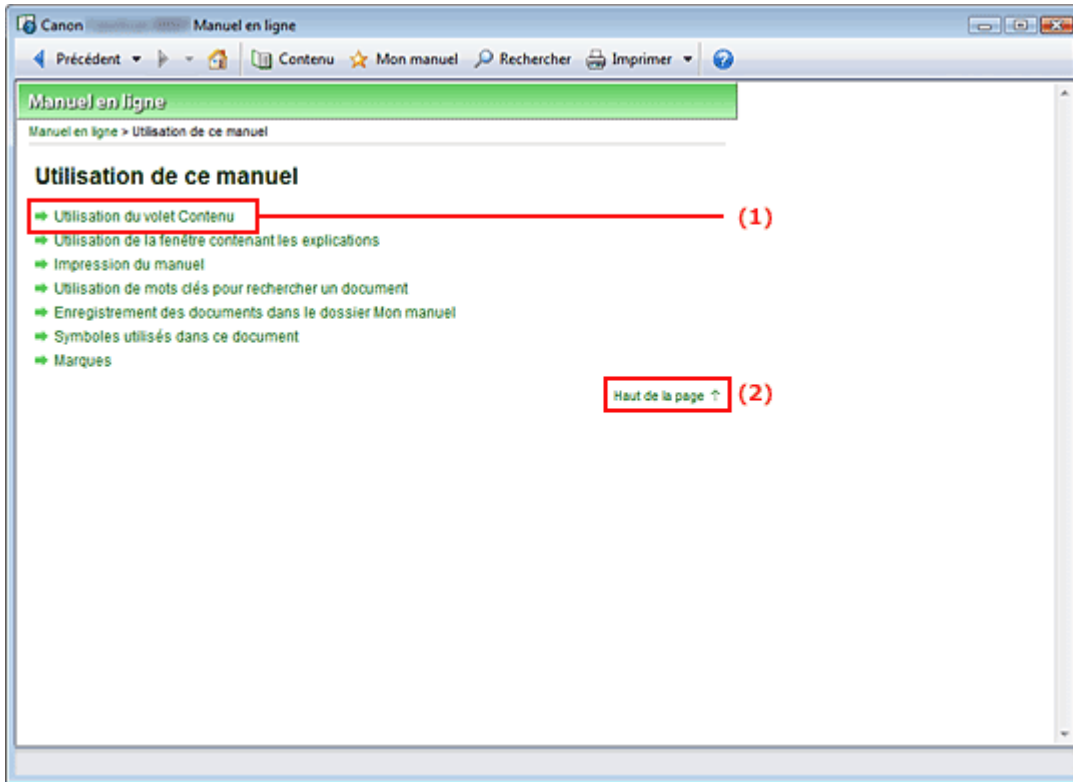 Canon Manuel en ligne
Précédent Contenu Mon manuel Rechercher Imprimer
Manuel en ligne
Manuel en ligne > Utilisation de ce manuel
Utilisation de ce manuel
Utilisation du volet Contenu (1)
Utilisation de la fenêtre contenant les explications
Impression du manuel
Utilisation de mots clés pour rechercher un document
Enregistrement des documents dans le dossier Mon manuel
Symboles utilisés dans ce document
Marques
Haut de la page ↑ (2)